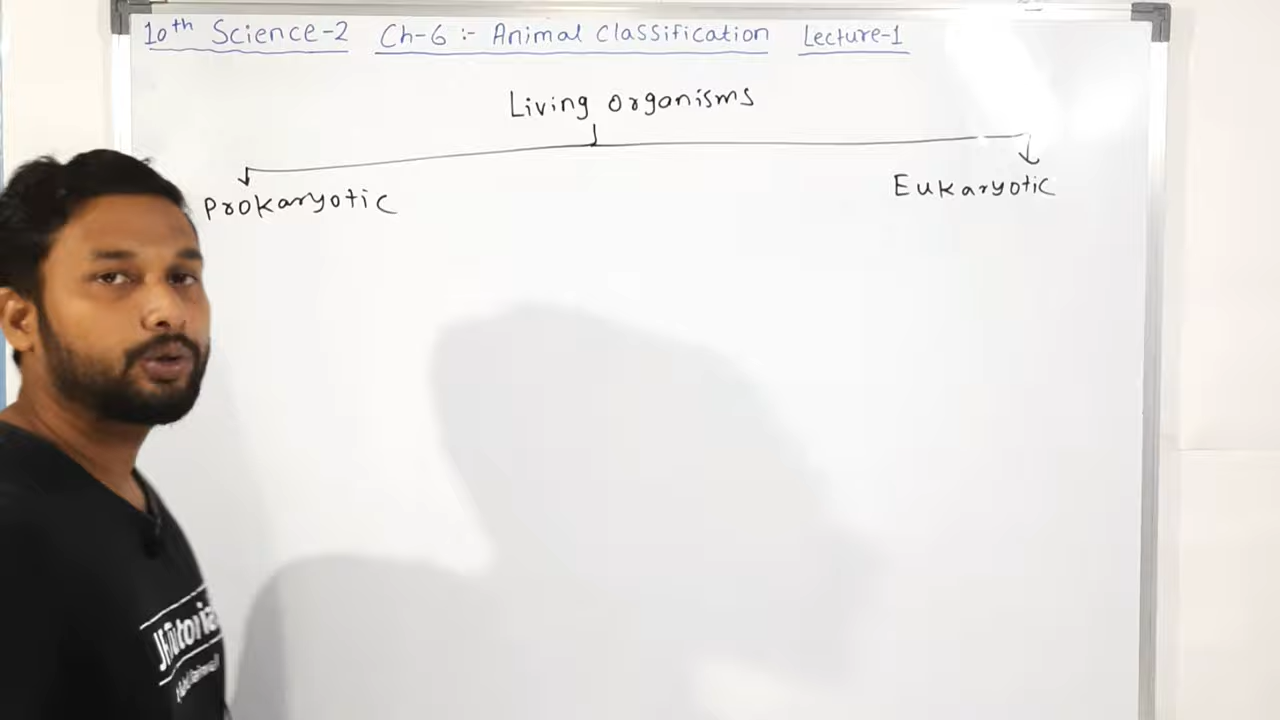 10th Science-2 Ch-6 :- Animal classification Lecture-1
Living organisms
Prokaryotic
Eukaryotic